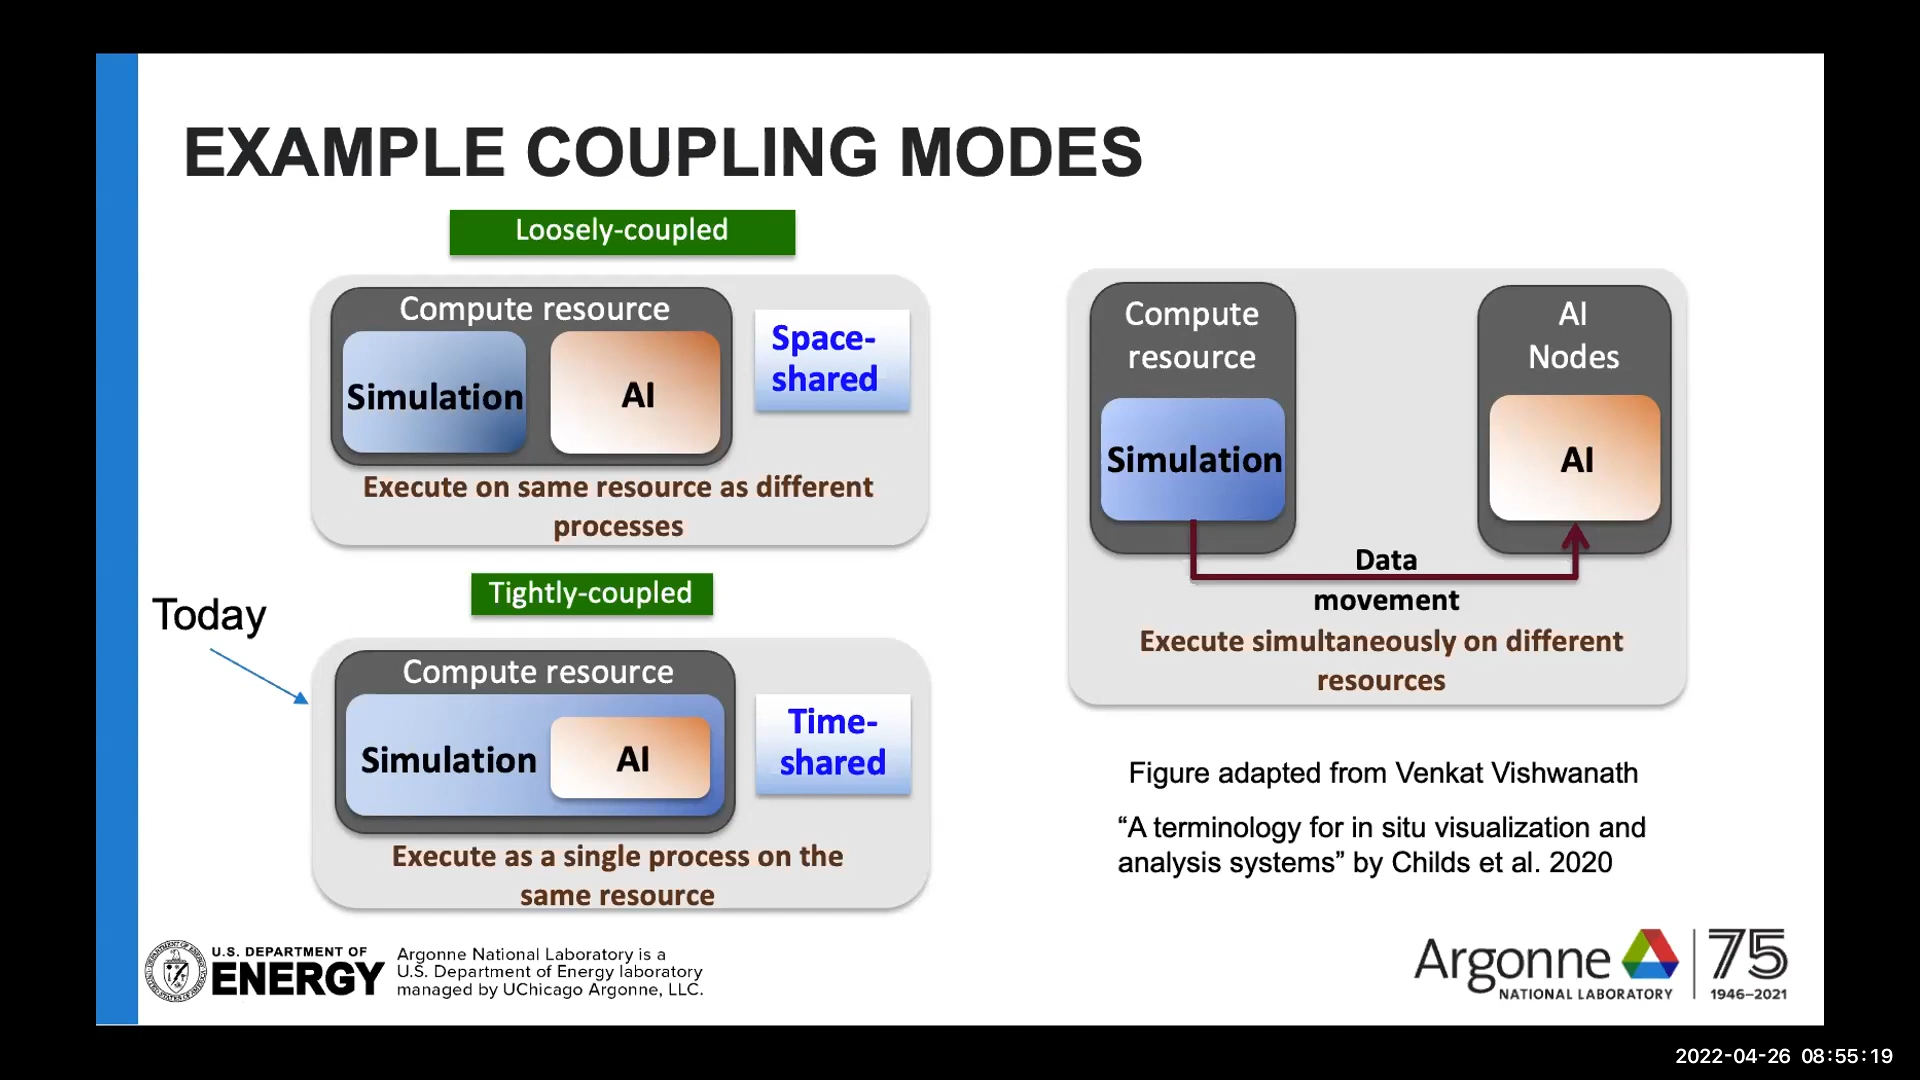 EXAMPLE COUPLING MODES
Loosely-coupled
Compute resource
Simulation
AI
Space-
shared
Execute on same resource as different
processes
Today
Tightly-coupled
Compute resource
Simulation
AI
Time-
shared
Execute as a single process on the
same resource
Compute
resource
Simulation
AI
Nodes
AI
Data
movement
Execute simultaneously on different
resources
Figure adapted from Venkat Vishwanath
“A terminology for in situ visualization and
analysis systems” by Childs et al. 2020
U.S. DEPARTMENT OF
ENERGY
Argonne National Laboratory is a
U.S. Department of Energy laboratory
managed by UChicago Argonne, LLC.
Argonne
NATIONAL LABORATORY
75
1946–2021
2022-04-26 08:55:19